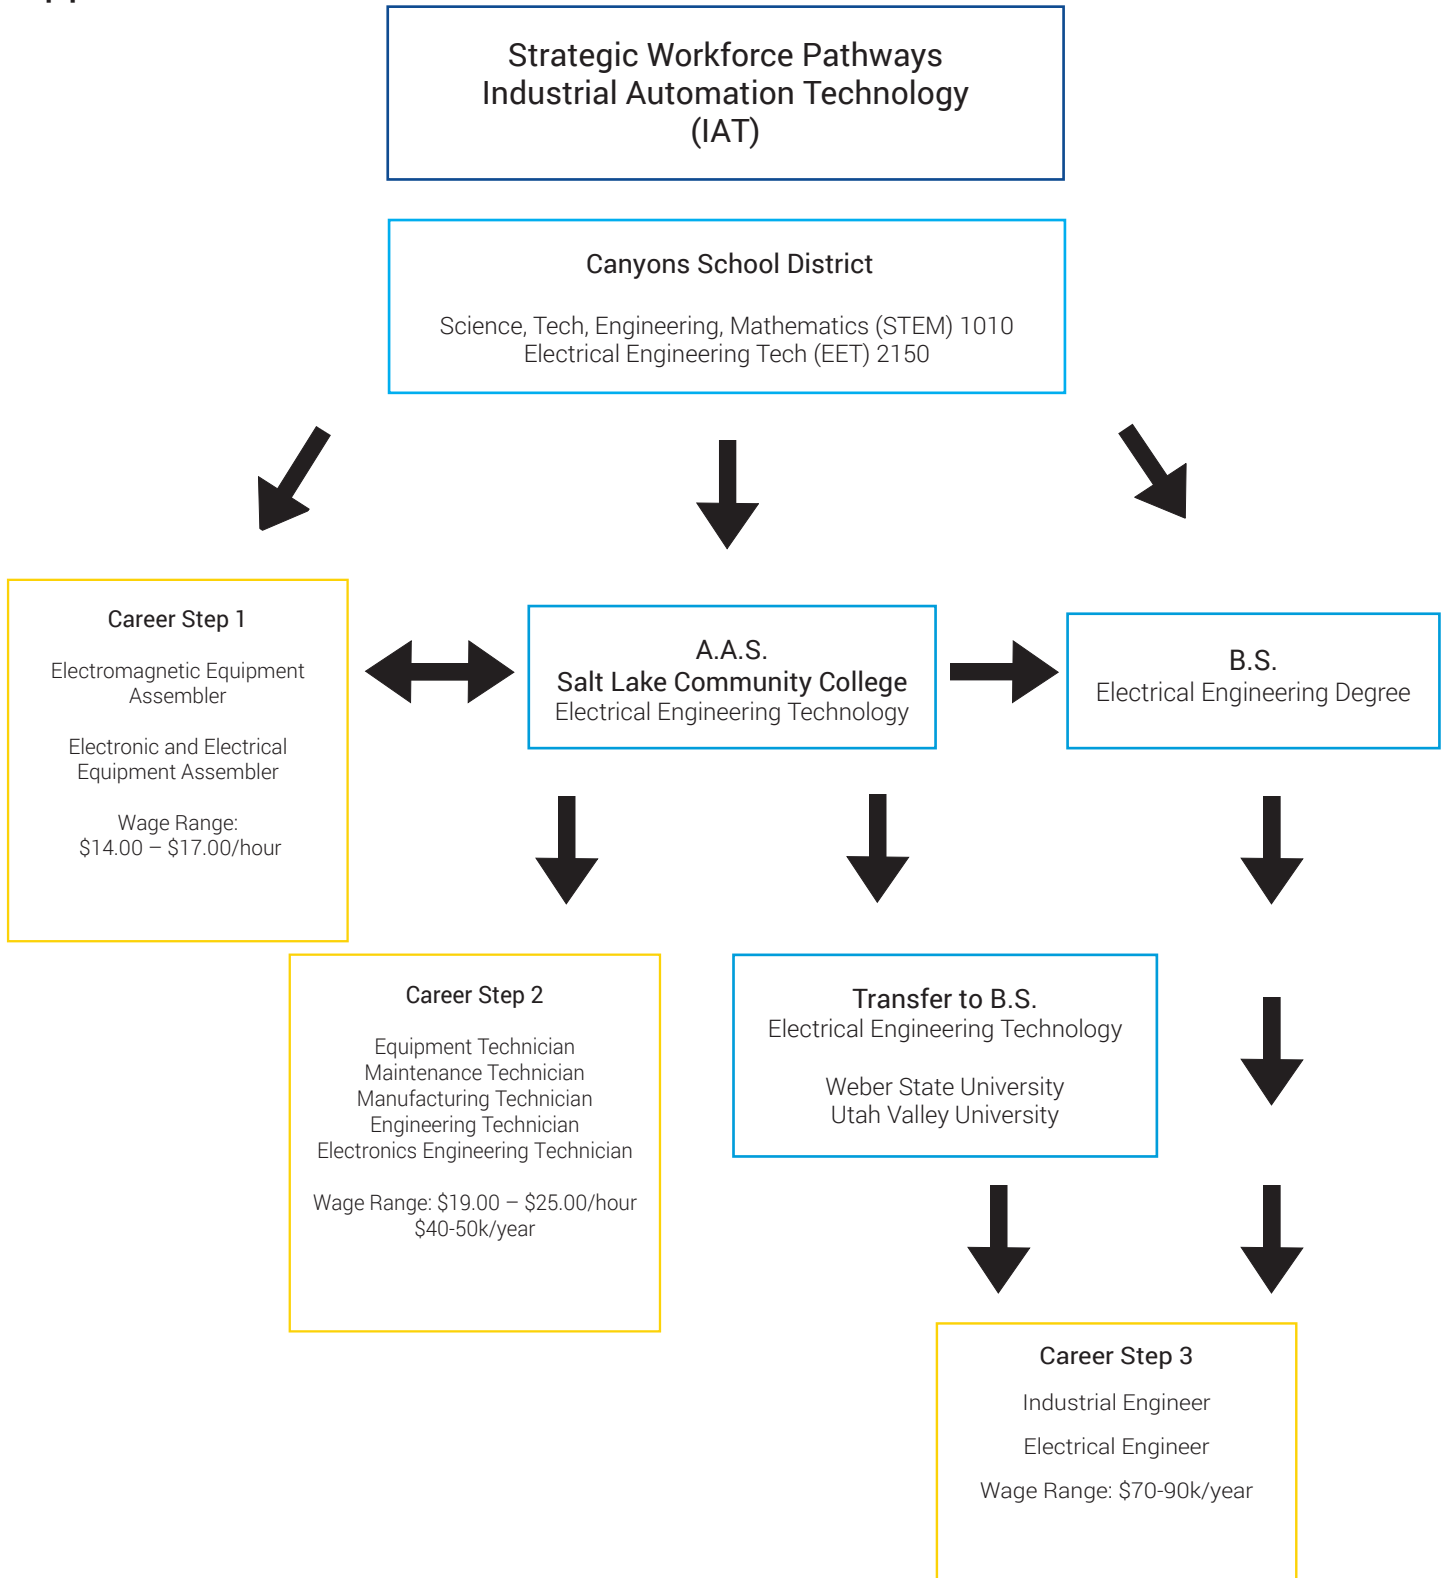 Strategic Workforce Pathways
Industrial Automation Technology
(IAT)
Canyons School District
Science, Tech, Engineering, Mathematics (STEM) 1010
Electrical Engineering Tech (EET) 2150
Career Step 1
Electromagnetic Equipment
Assembler
Electronic and Electrical
Equipment Assembler
Wage Range:
$14.00 – $17.00/hour
A.A.S.
Salt Lake Community College
Electrical Engineering Technology
B.S.
Electrical Engineering Degree
Career Step 2
Equipment Technician
Maintenance Technician
Manufacturing Technician
Engineering Technician
Electronics Engineering Technician
Wage Range: $19.00 – $25.00/hour
$40-50k/year
Transfer to B.S.
Electrical Engineering Technology
Weber State University
Utah Valley University
Career Step 3
Industrial Engineer
Electrical Engineer
Wage Range: $70-90k/year